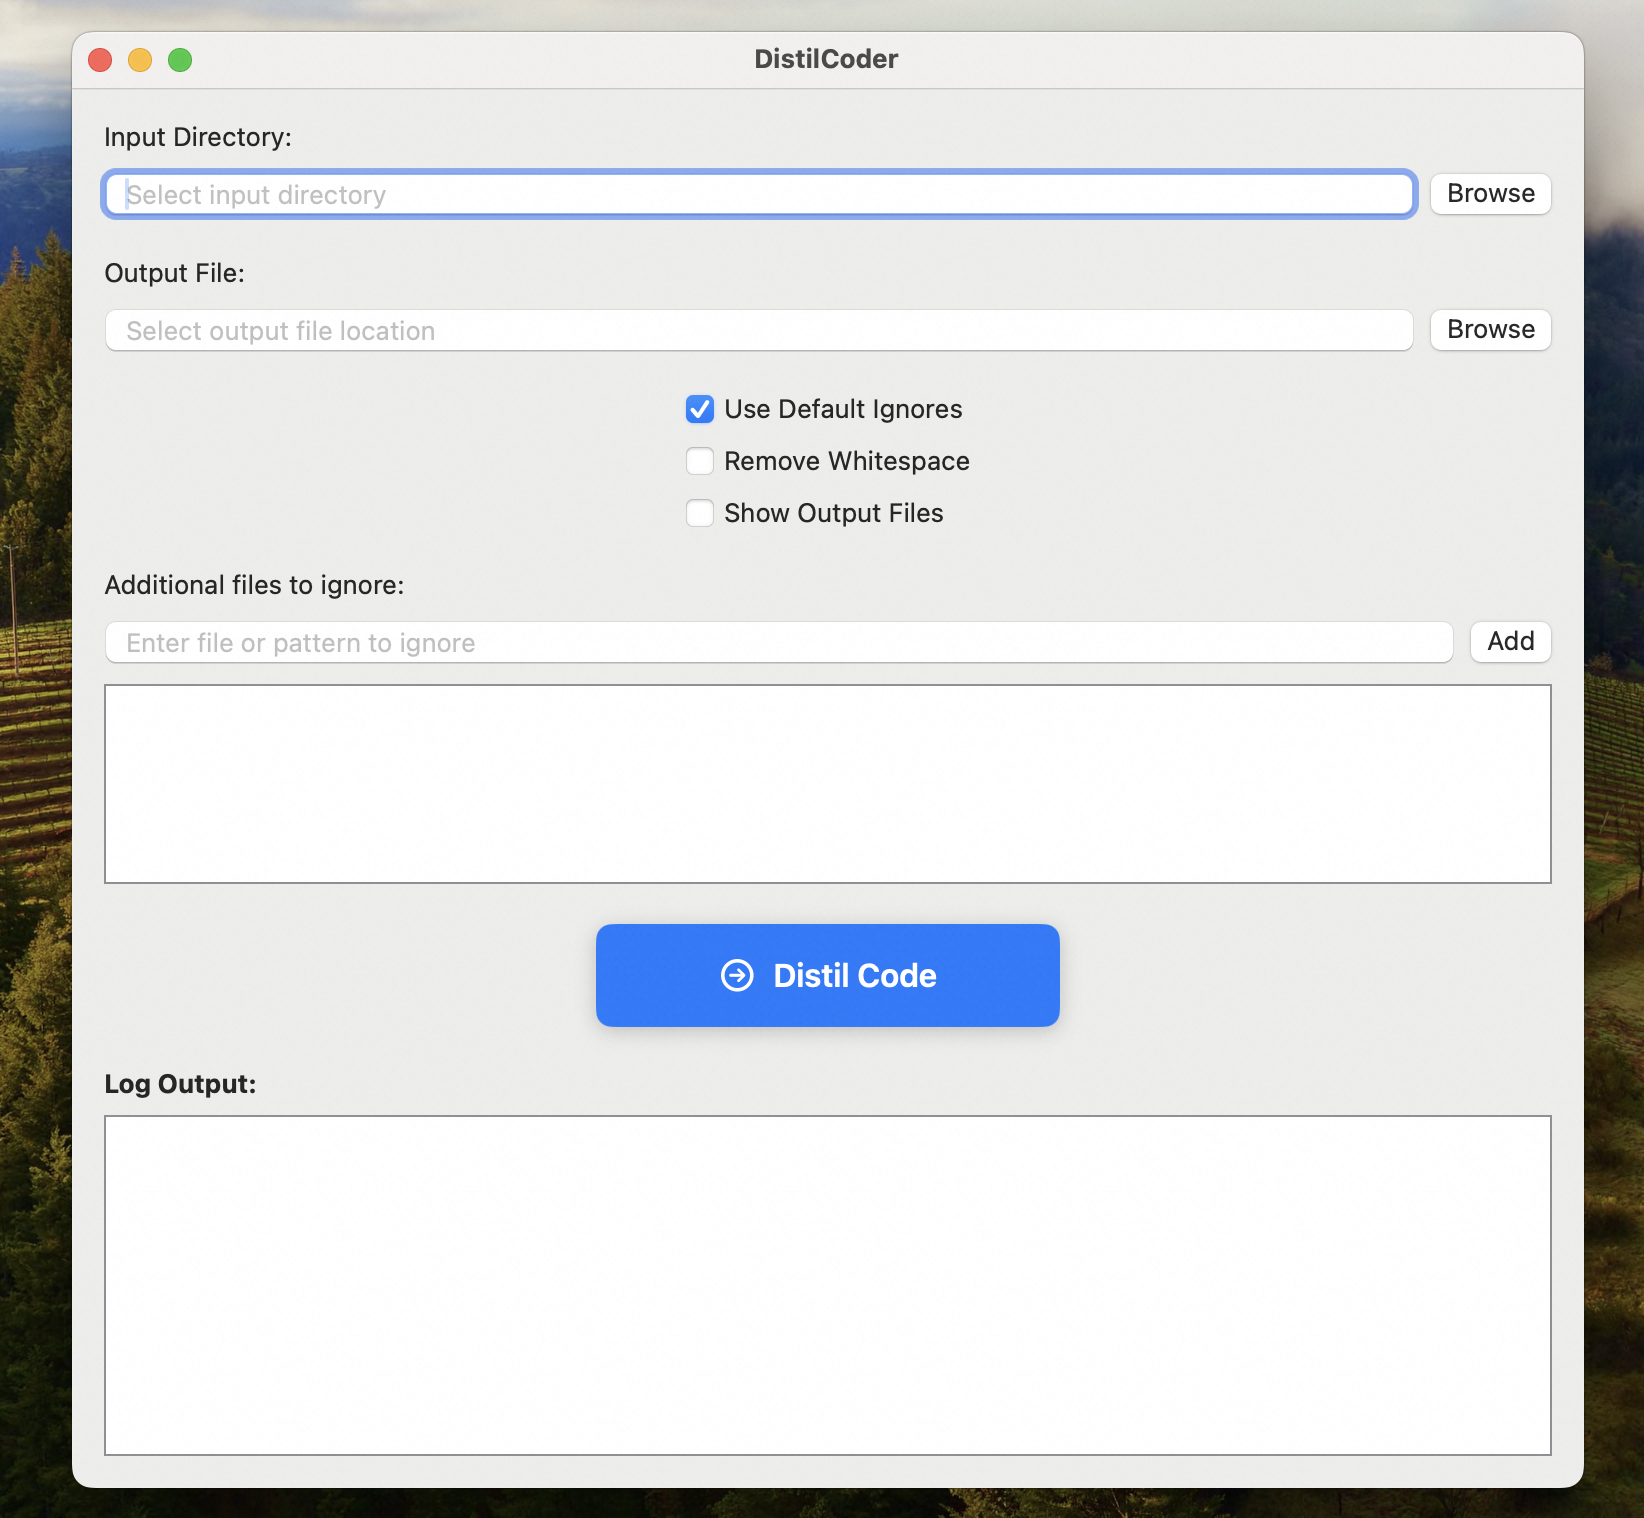 DistilCoder
Input Directory:
Select input directory
Browse
Output File:
Select output file location
Browse
Use Default Ignores
Remove Whitespace
Show Output Files
Additional files to ignore:
Enter file or pattern to ignore
Add
Distil Code
Log Output: